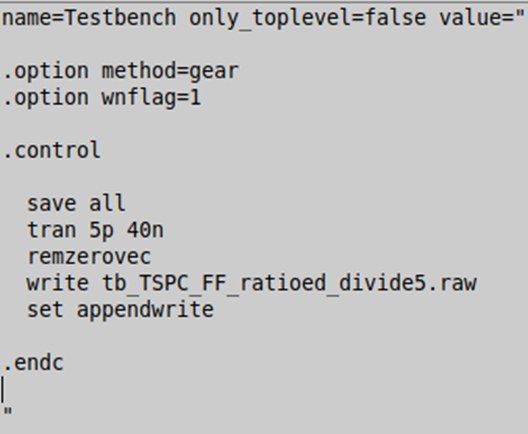 name=Testbench only_toplevel=false value="
.option method=gear
.option wnflag=1
.control
save all
tran 5p 40n
remzerovec
write tb_TSPC_FF_ratioed_divide5.raw
set appendwrite
.endc
"